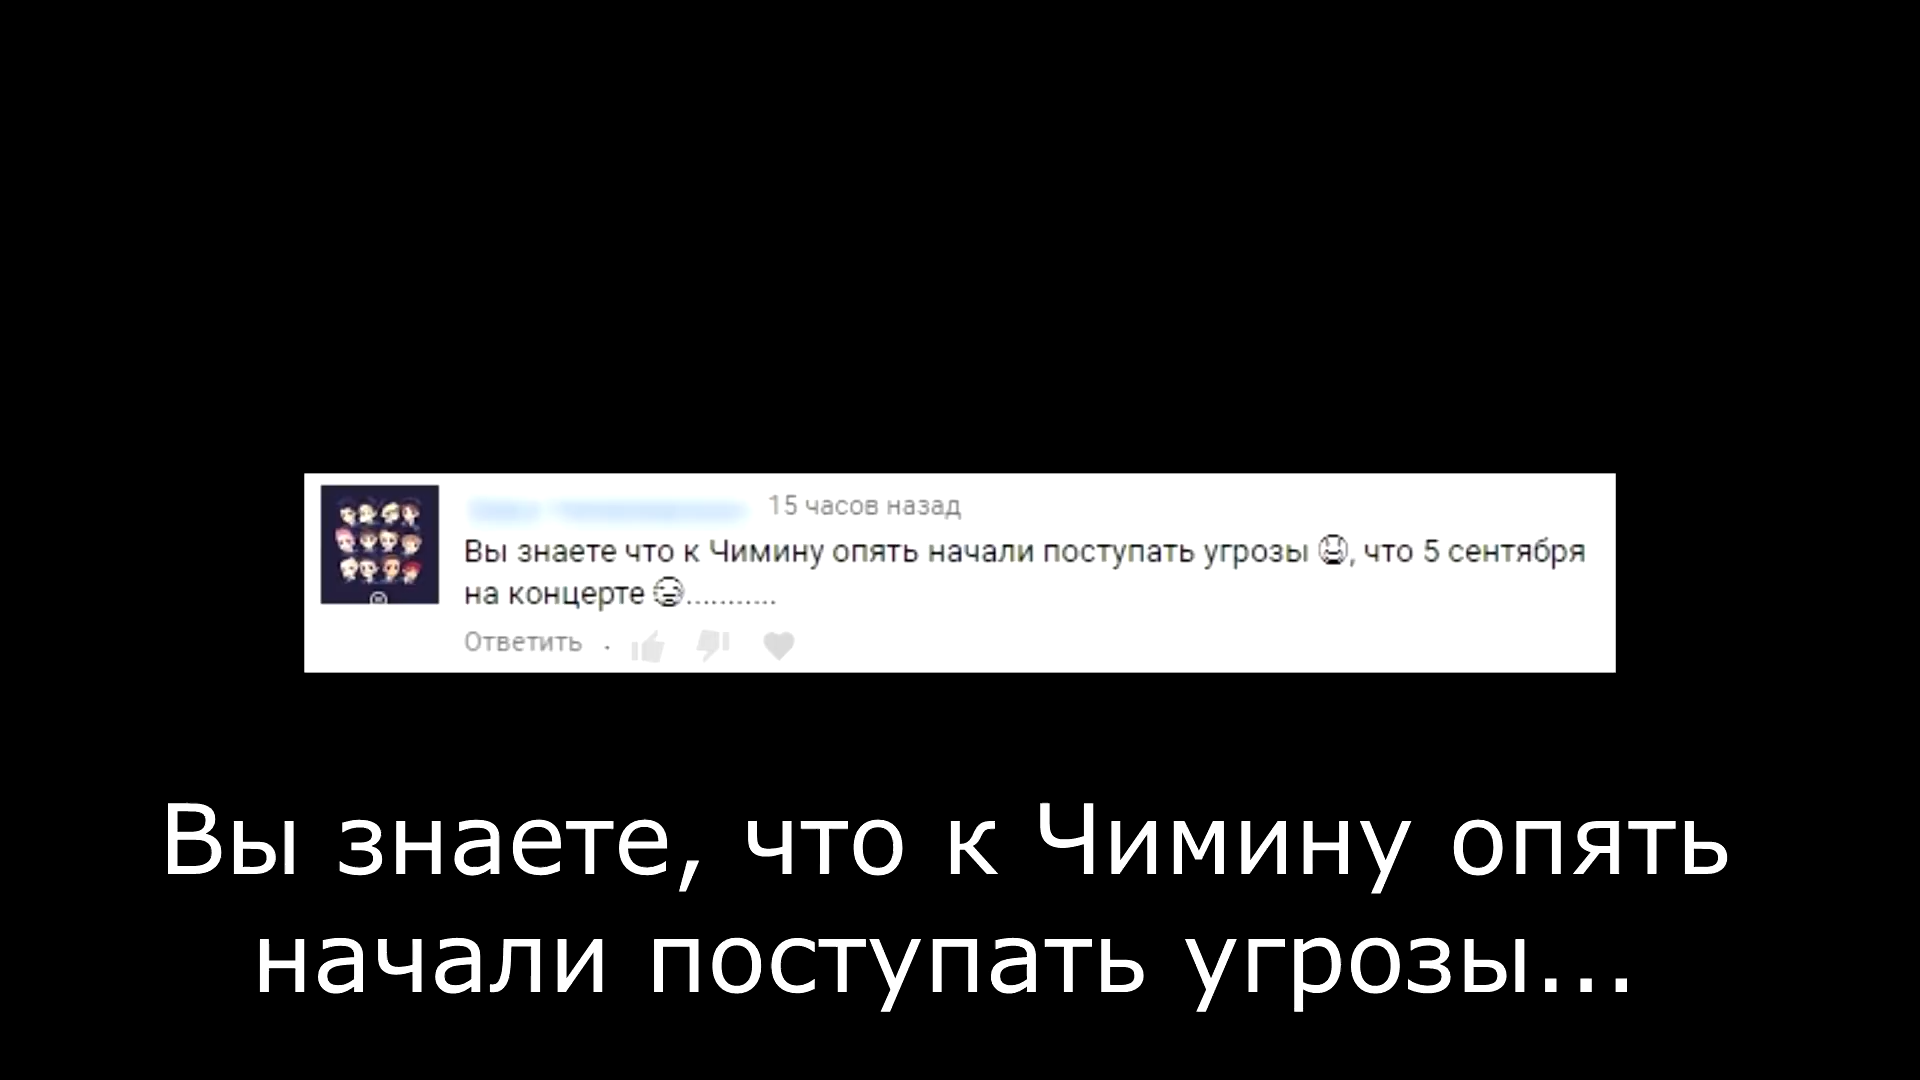 15 часов назад
Вы знаете что к Чимину опять начали поступать угрозы 😫, что 5 сентября
на концерте 😥...........
Ответить .
Вы знаете, что к Чимину опять
начали поступать угрозы...